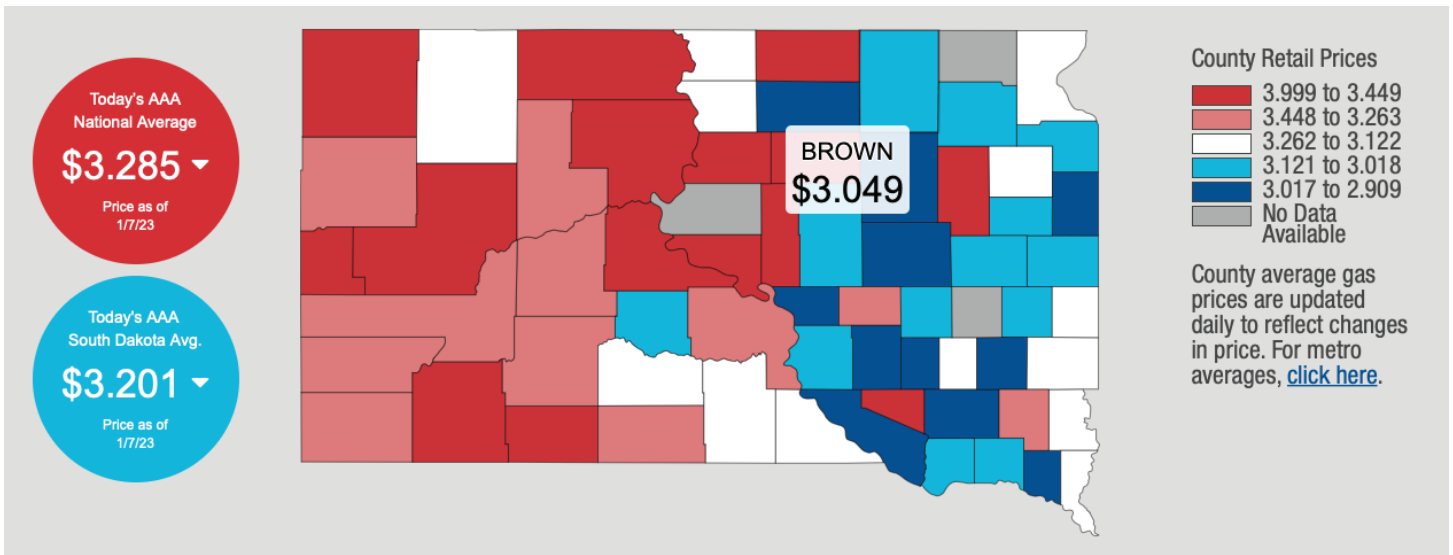 Today's AAA
National Average
$3.285
Price as of
1/7/23
Today's AAA
South Dakota Avg.
$3.201
Price as of
1/7/23
BROWN
$3.049
County Retail Prices
3.999 to 3.449
3.448 to 3.263
3.262 to 3.122
3.121 to 3.018
3.017 to 2.909
No Data
Available
County average gas
prices are updated
daily to reflect changes
in price. For metro
averages, click here.